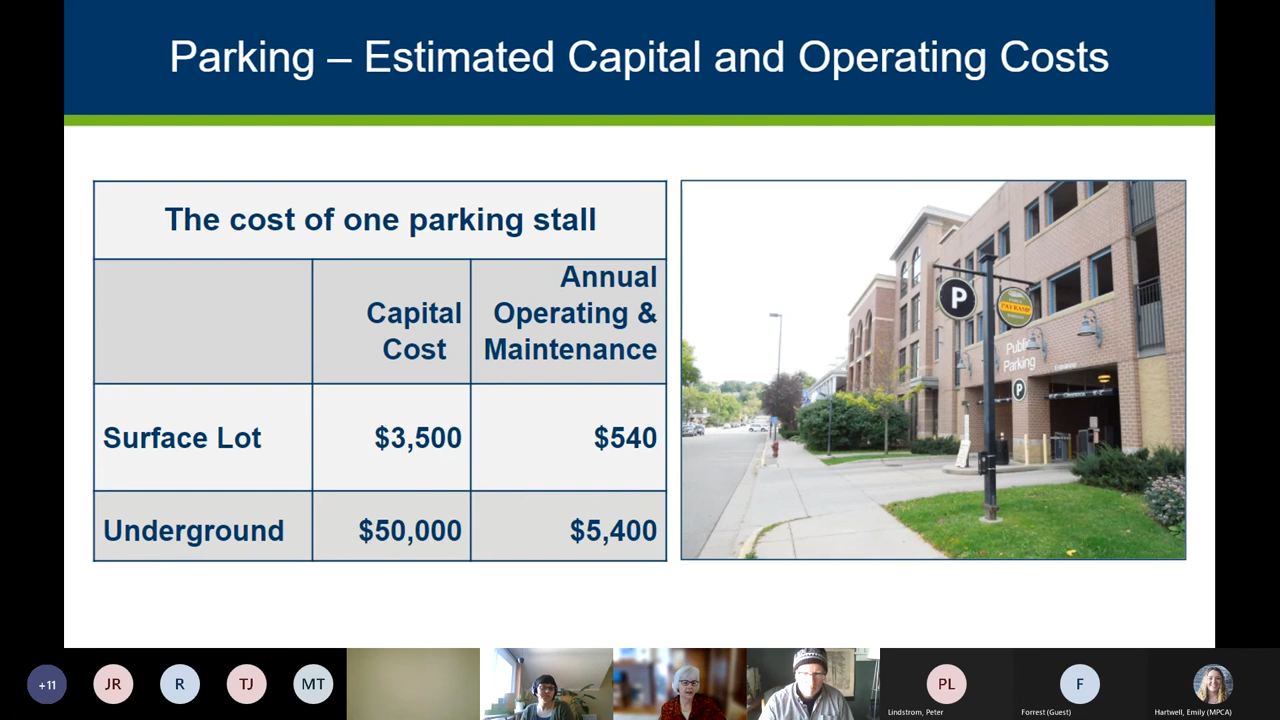 Parking – Estimated Capital and Operating Costs
The cost of one parking stall
Capital
Cost
Annual
Operating &
Maintenance
Surface Lot
$3,500
$540
Underground
$50,000
$5,400
P
Public
Parking
P
+11
JR
R
TJ
MT
PL
Lindstrom, Peter
F
Forrest (Guest)
Hartwell, Emily (MPCA)